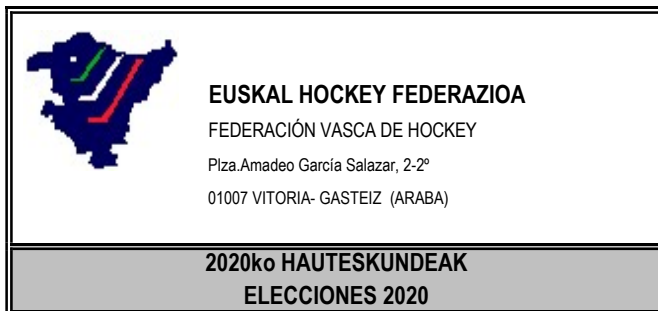 EUSKAL HOCKEY FEDERAZIOA
FEDERACIÓN VASCA DE HOCKEY
Plza.Amadeo García Salazar, 2-2º
01007 VITORIA- GASTEIZ (ARABA)
2020ko HAUTESKUNDEAK
ELECCIONES 2020